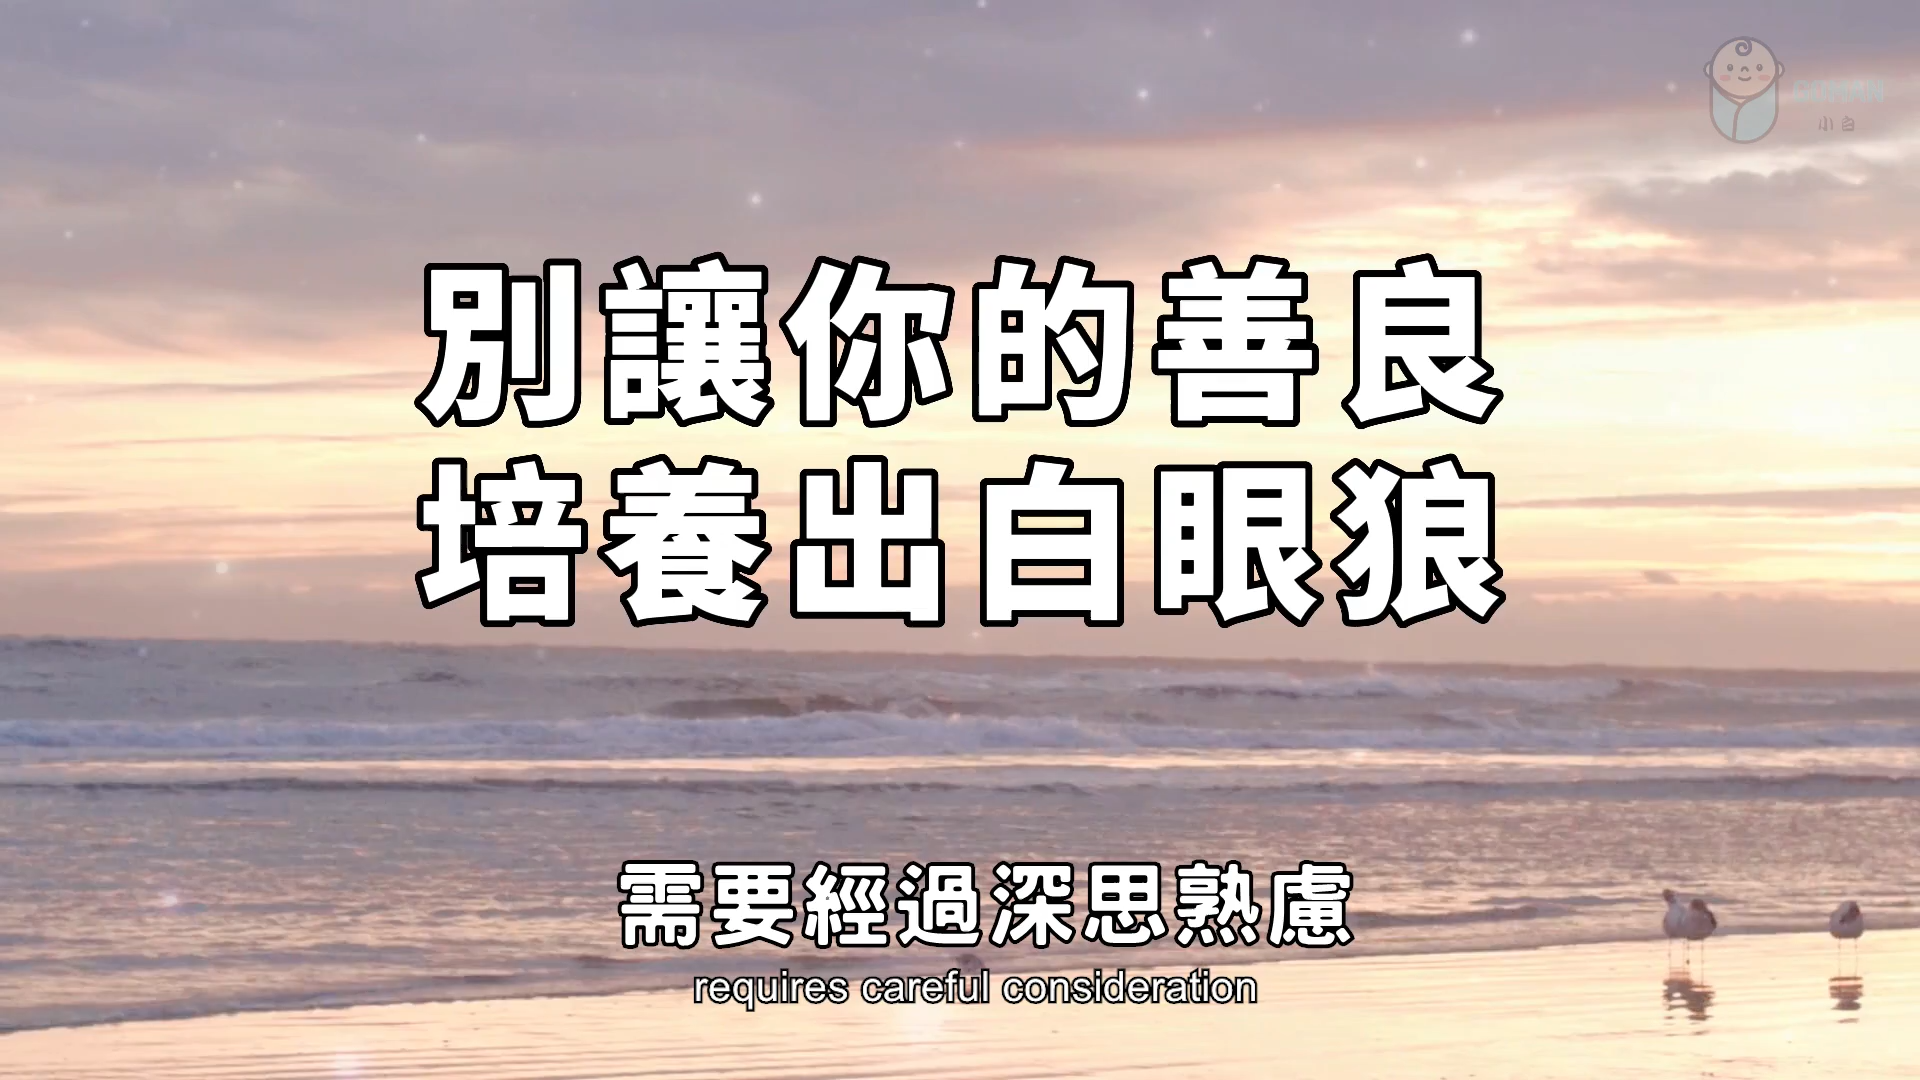 小白
別讓你的善良
培養出白眼狼
需要經過深思熟慮
requires careful consideration